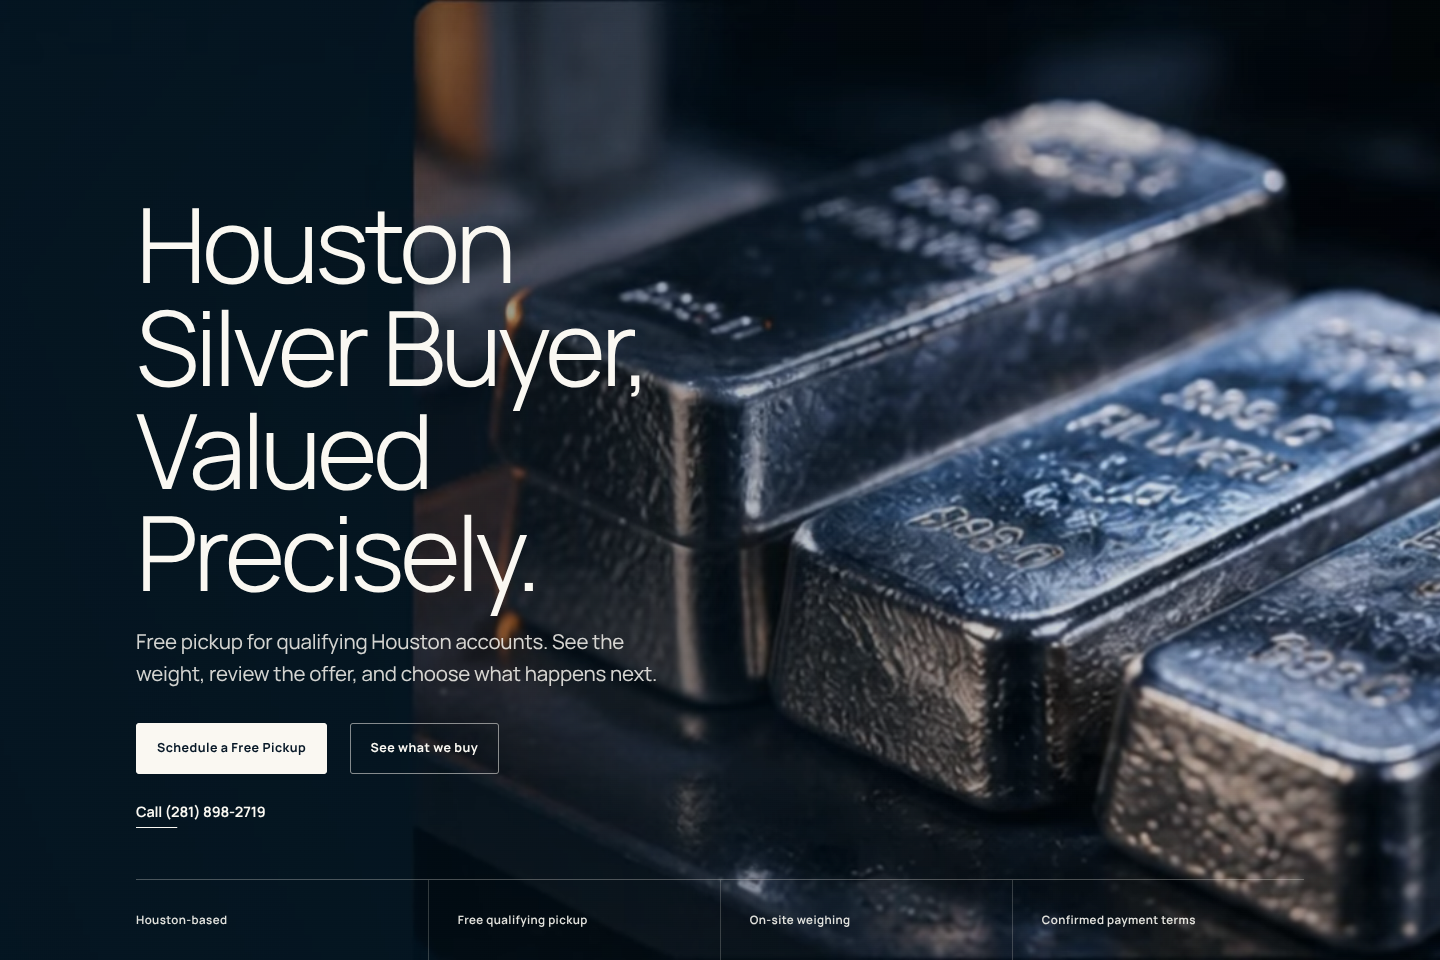 Houston
Silver Buyer,
Valued
Precisely.
Free pickup for qualifying Houston accounts. See the
weight, review the offer, and choose what happens next.
Schedule a Free Pickup
See what we buy
Call (281) 898-2719
Houston-based
Free qualifying pickup
On-site weighing
Confirmed payment terms